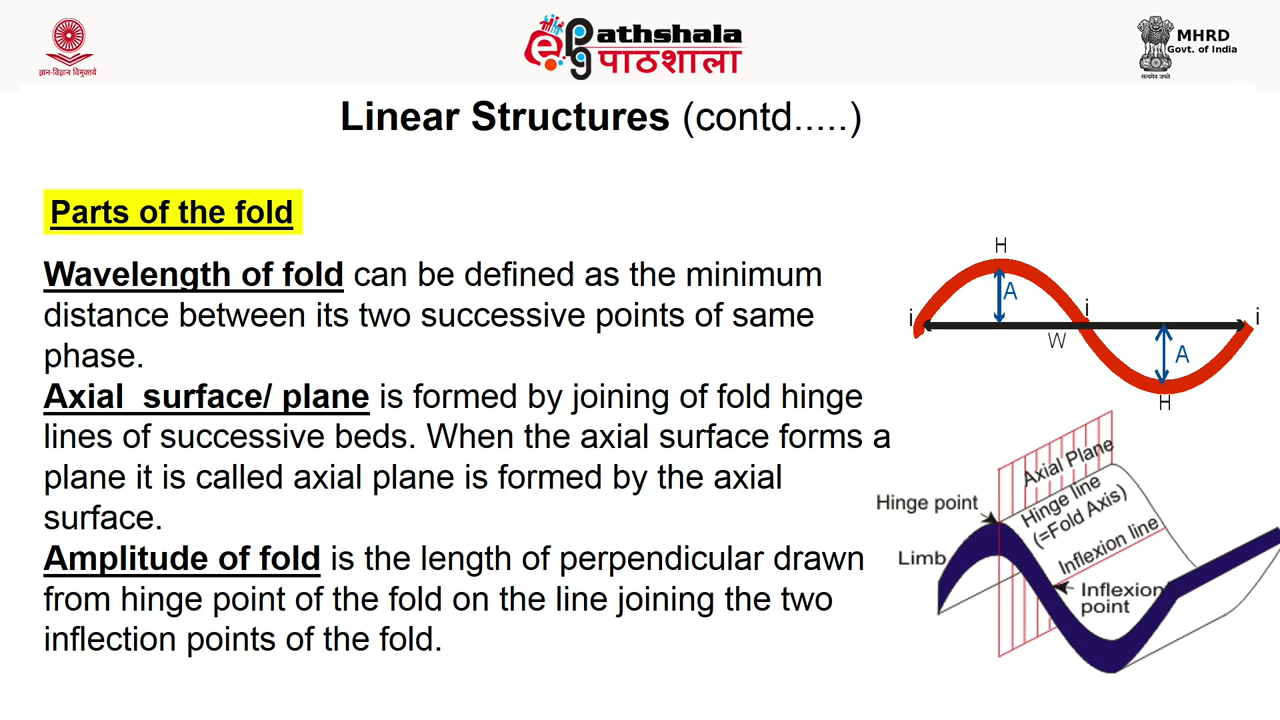 ज्ञान-विज्ञान विमुक्तये
ePG athshala
पाठशाला
MHRD
Govt. of India
सत्यमेव जयते
Linear Structures (contd.....)
Parts of the fold
Wavelength of fold can be defined as the minimum
distance between its two successive points of same
phase.
Axial surface/ plane is formed by joining of fold hinge
lines of successive beds. When the axial surface forms a
plane it is called axial plane is formed by the axial
surface.
Amplitude of fold is the length of perpendicular drawn
from hinge point of the fold on the line joining the two
inflection points of the fold.
H
A
i
i
i
W
A
H
Axial Plane
Hinge point
Hinge line
(=Fold Axis)
Inflexion line
Limb
Inflexion
point